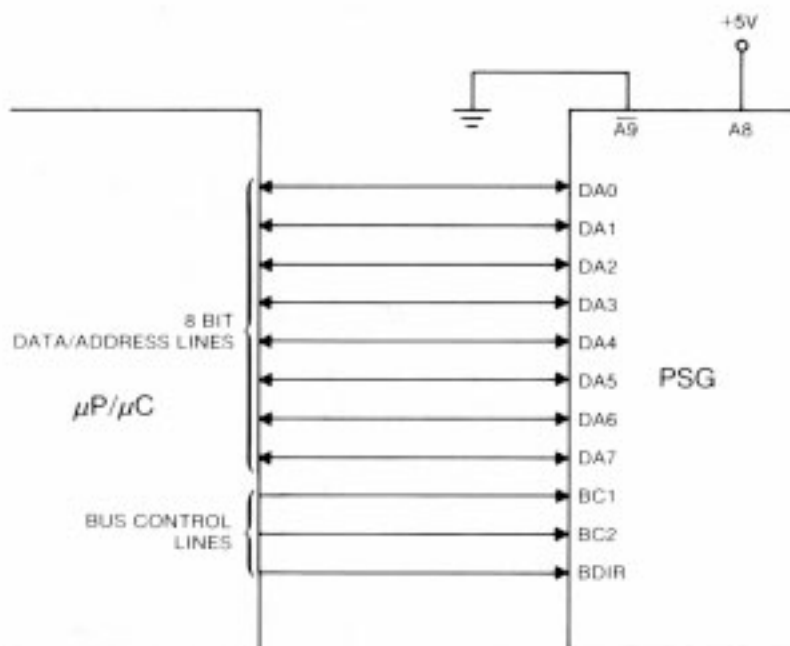 +5V
A̅9̅ A8
DA0
DA1
DA2
DA3
8 BIT
DATA/ADDRESS LINES
DA4
DA5
PSG
μP/μC
DA6
DA7
BC1
BUS CONTROL
LINES
BC2
BDIR